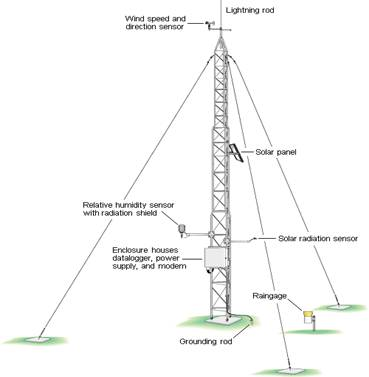 Lightning rod
Wind speed and
direction sensor
Solar panel
Relative humidity sensor
with radiation shield
Solar radiation sensor
Enclosure houses
datalogger, power
supply, and modem
Raingage
Grounding rod